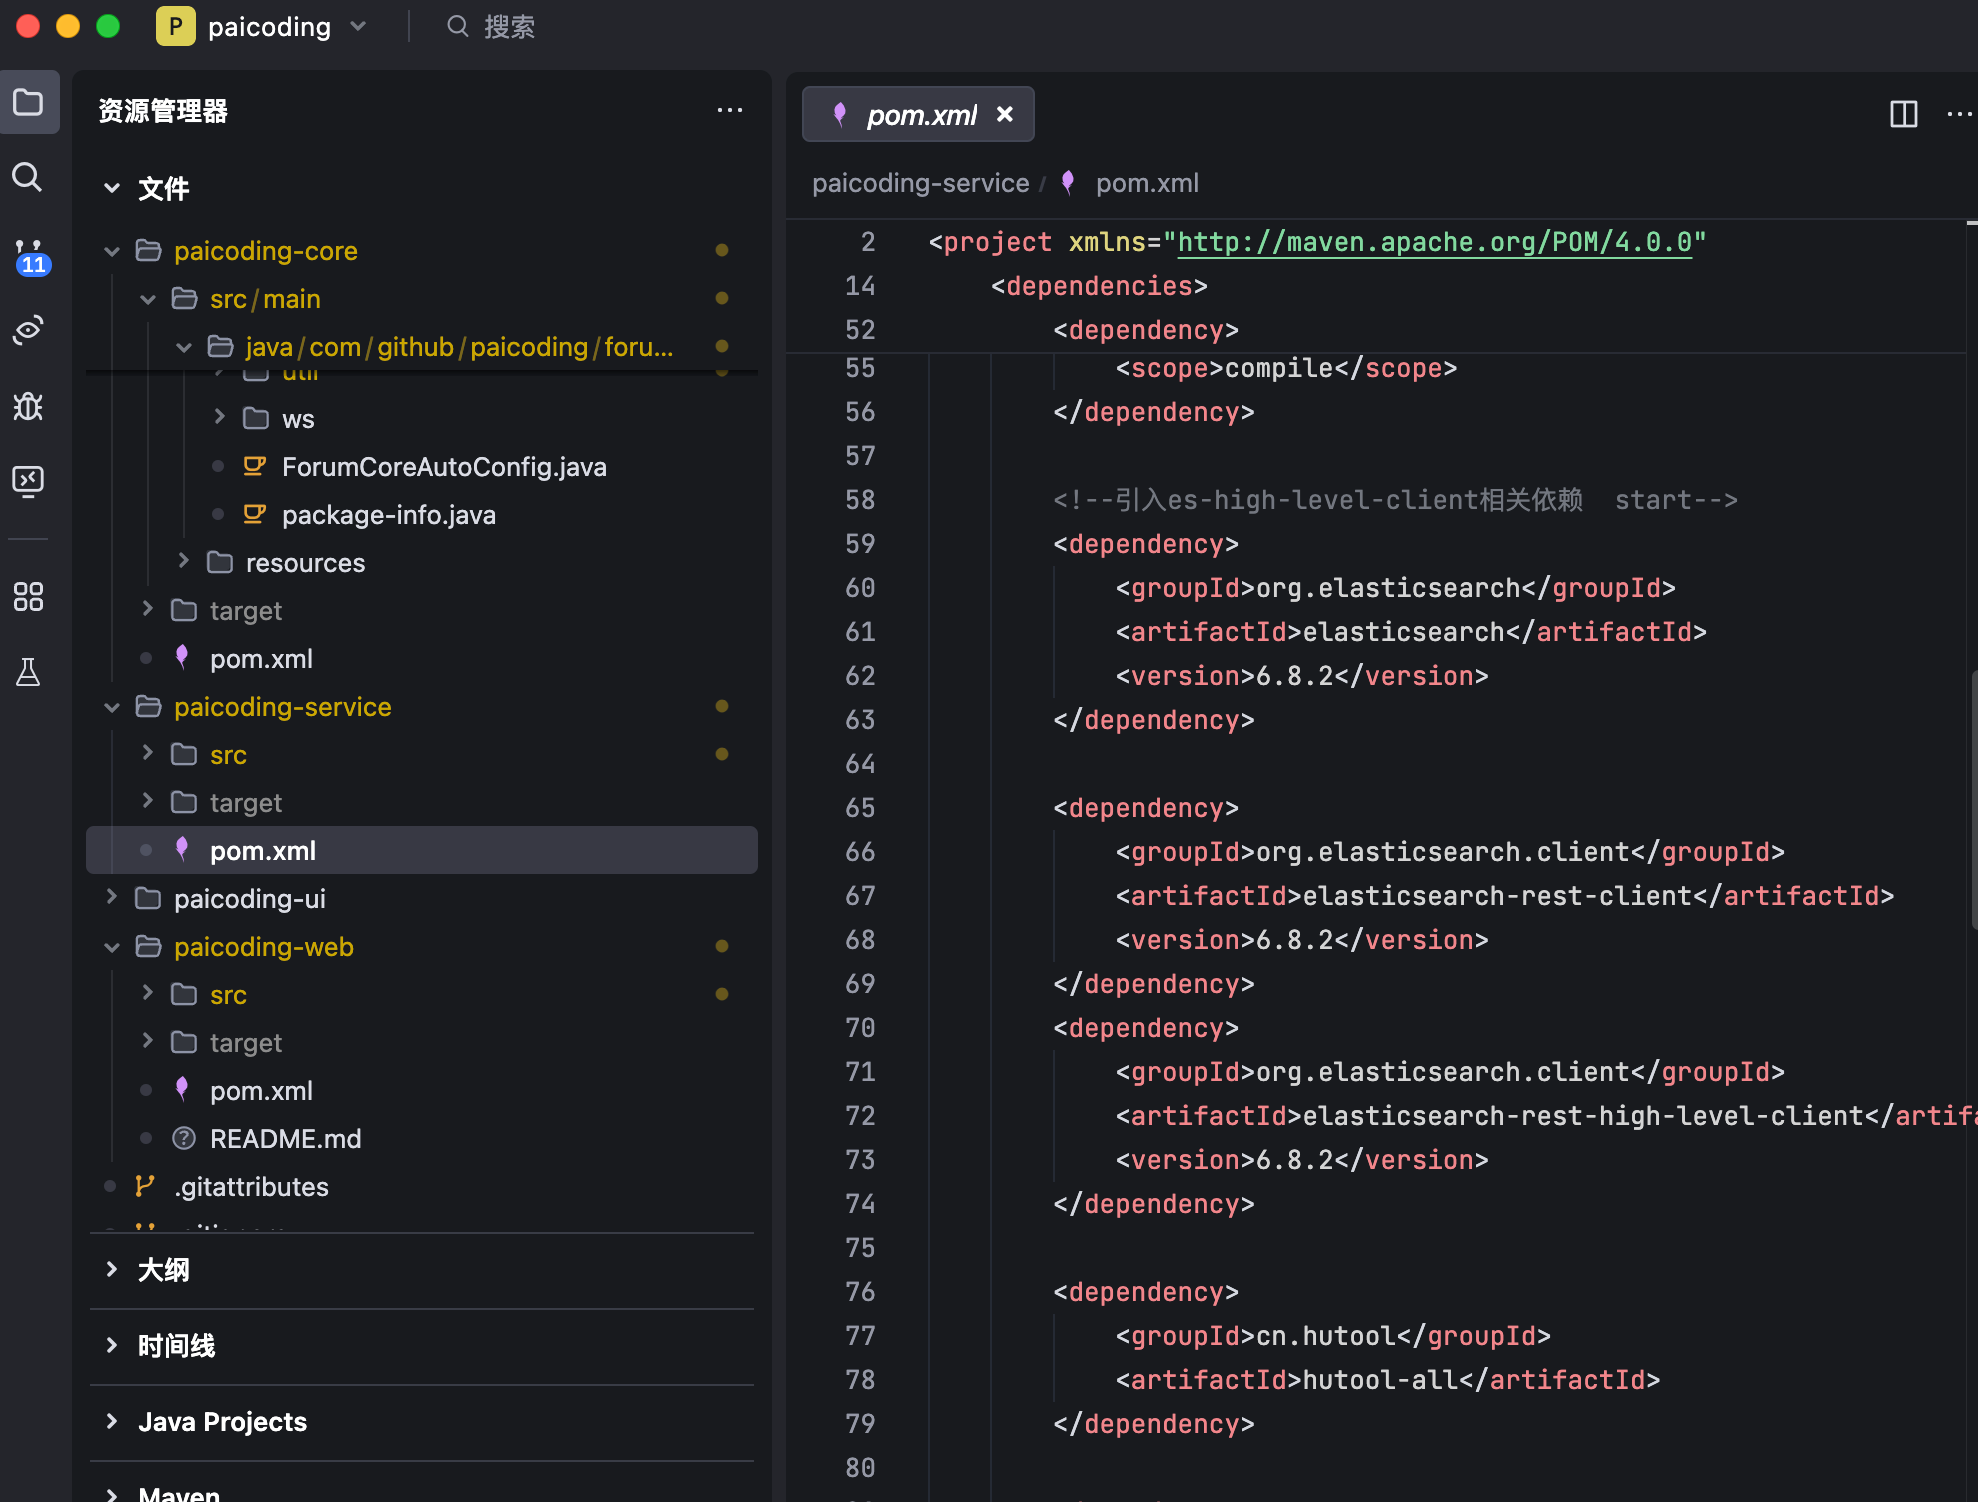 P paicoding 搜索
资源管理器
文件
paicoding-core
src/main
java/com/github/paicoding/foru...
util
ws
ForumCoreAutoConfig.java
package-info.java
resources
target
pom.xml
paicoding-service
src
target
pom.xml
paicoding-ui
paicoding-web
src
target
pom.xml
README.md
.gitattributes
大纲
时间线
Java Projects
Maven
11
pom.xml
paicoding-service / pom.xml
2 <project xmlns="http://maven.apache.org/POM/4.0.0"
14 <dependencies>
52 <dependency>
55 <scope>compile</scope>
56 </dependency>
57
58 <!--引入es-high-level-client相关依赖  start-->
59 <dependency>
60 <groupId>org.elasticsearch</groupId>
61 <artifactId>elasticsearch</artifactId>
62 <version>6.8.2</version>
63 </dependency>
64
65 <dependency>
66 <groupId>org.elasticsearch.client</groupId>
67 <artifactId>elasticsearch-rest-client</artifactId>
68 <version>6.8.2</version>
69 </dependency>
70 <dependency>
71 <groupId>org.elasticsearch.client</groupId>
72 <artifactId>elasticsearch-rest-high-level-client</artifa
73 <version>6.8.2</version>
74 </dependency>
75
76 <dependency>
77 <groupId>cn.hutool</groupId>
78 <artifactId>hutool-all</artifactId>
79 </dependency>
80